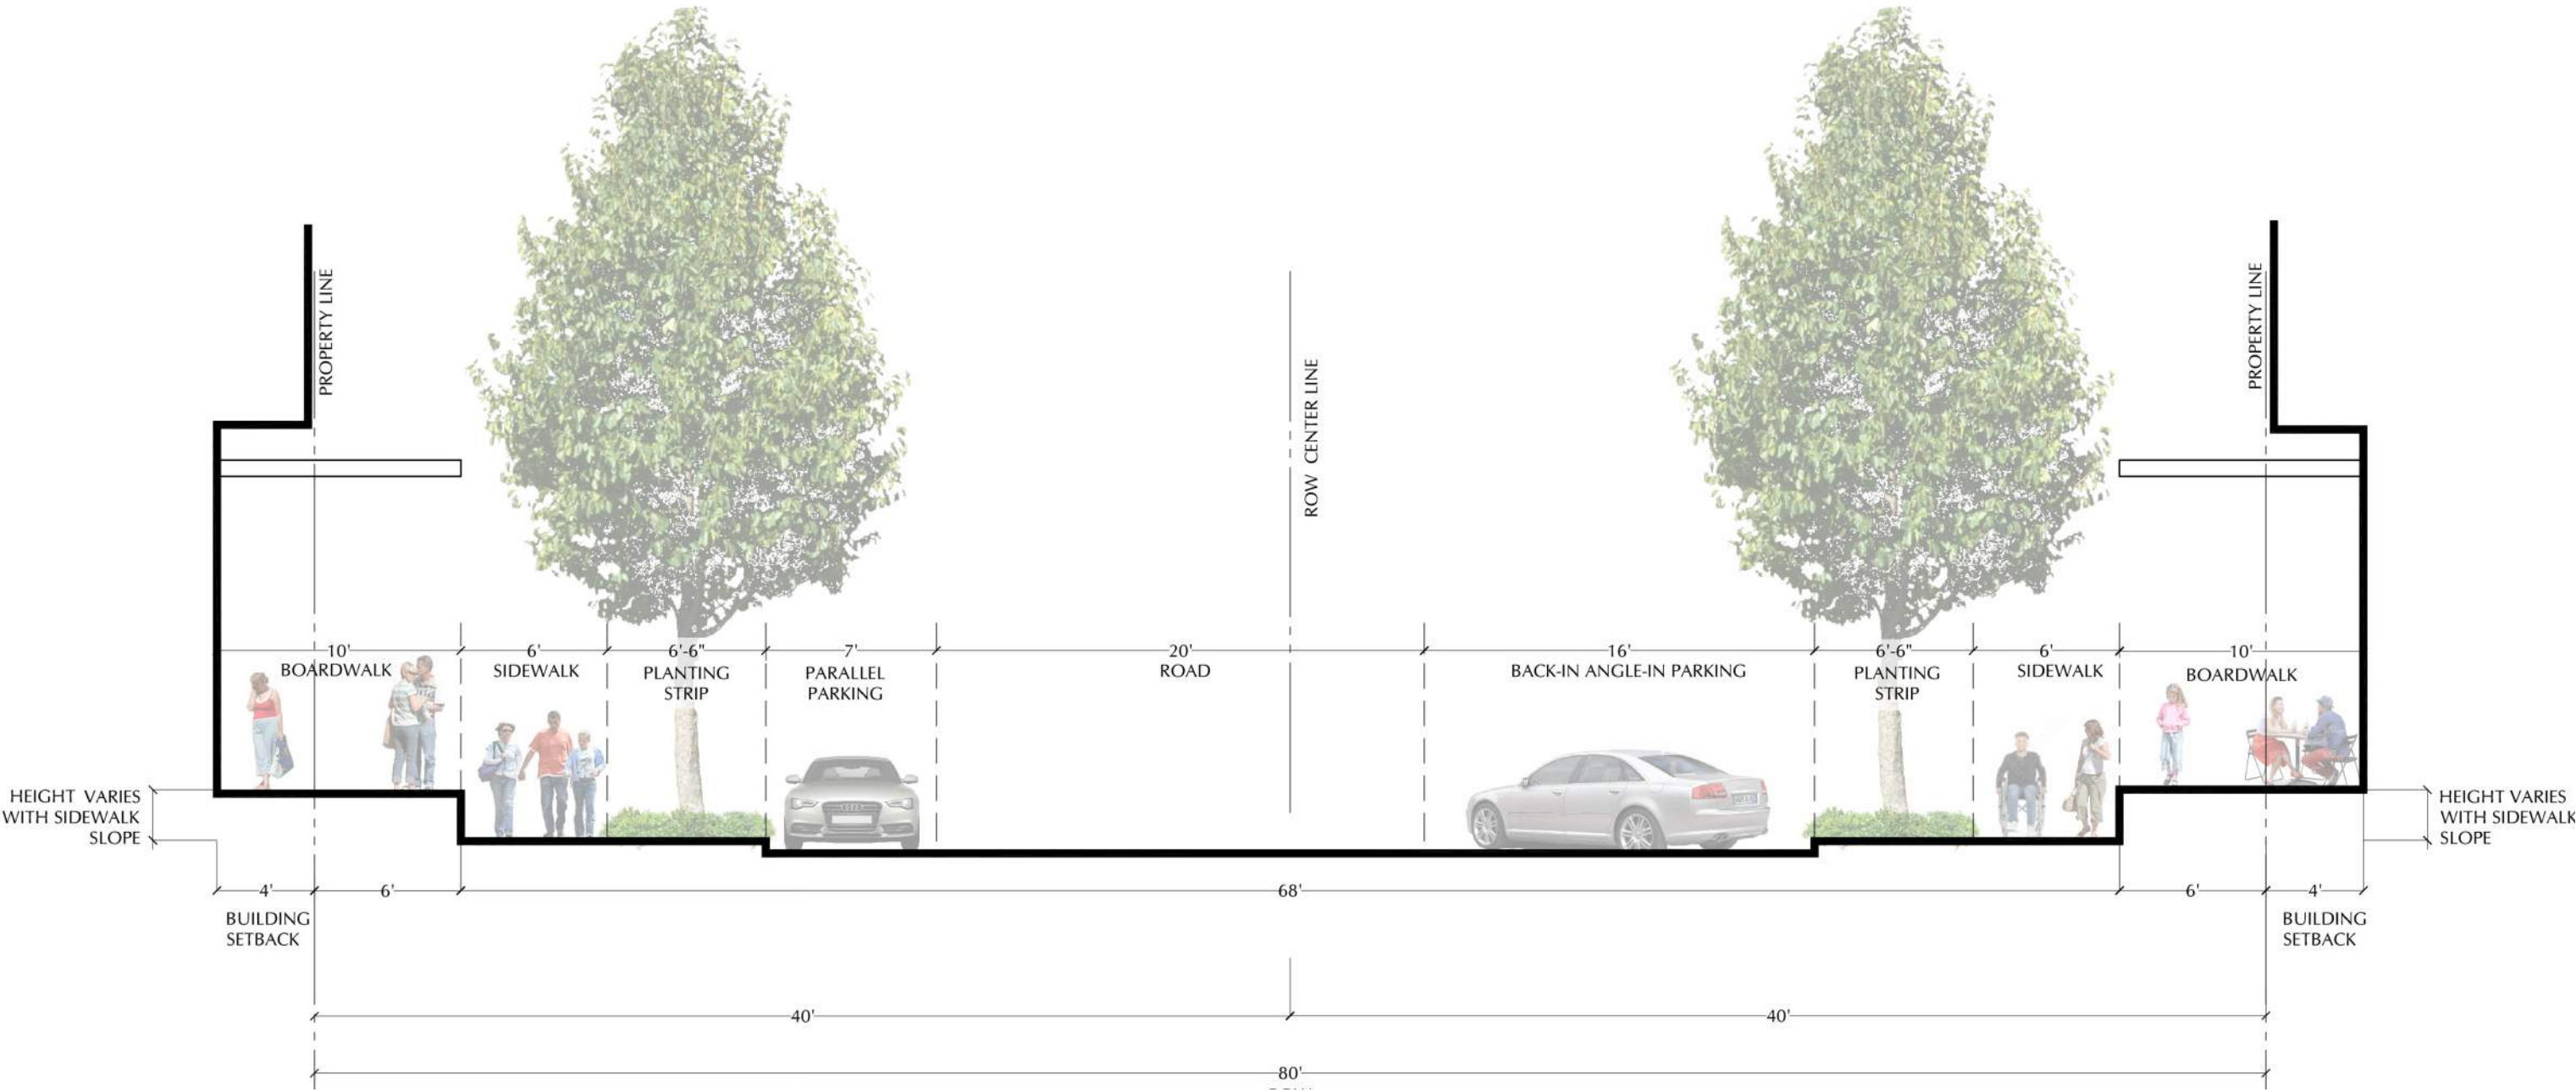 PROPERTY LINE
PROPERTY LINE
ROW CENTER LINE
10'
BOARDWALK
6'
SIDEWALK
6'-6"
PLANTING
STRIP
7'
PARALLEL
PARKING
20'
ROAD
16'
BACK-IN ANGLE-IN PARKING
6'-6"
PLANTING
STRIP
6'
SIDEWALK
10'
BOARDWALK
HEIGHT VARIES
WITH SIDEWALK
SLOPE
HEIGHT VARIES
WITH SIDEWALK
SLOPE
4'
6'
68'
6'
4'
BUILDING
SETBACK
BUILDING
SETBACK
40'
40'
80'